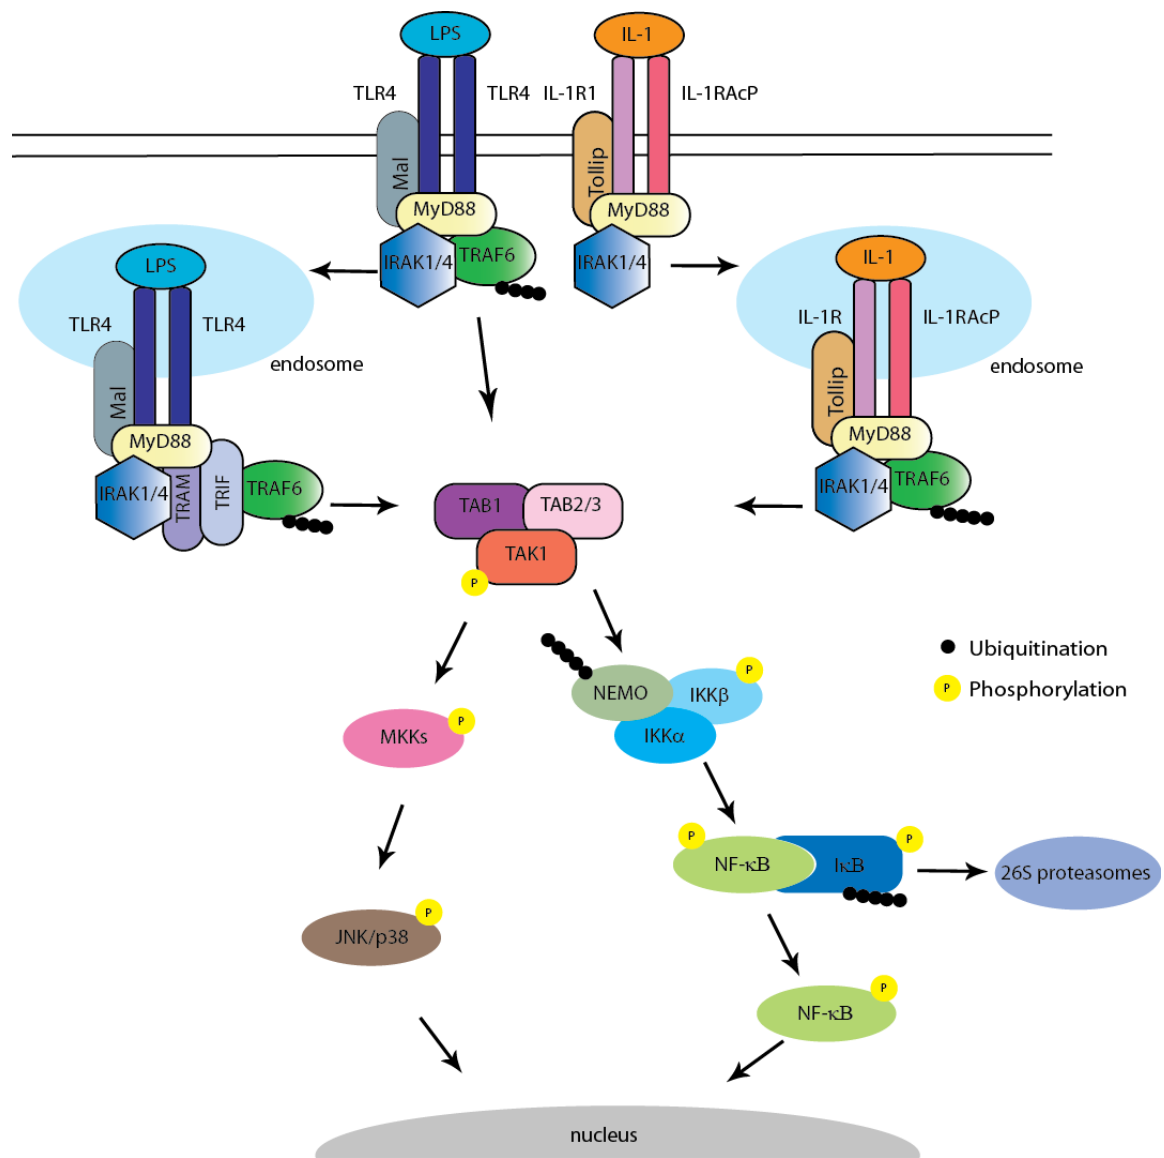 LPS
IL-1
TLR4
TLR4
IL-1R1
IL-1RAcP
Mal
Tollip
MyD88
MyD88
IRAK1/4
TRAF6
IRAK1/4
LPS
TLR4
TLR4
endosome
Mal
MyD88
IRAK1/4
TRAM
TRIF
TRAF6
IL-1
IL-1R
IL-1RAcP
endosome
Tollip
MyD88
IRAK1/4
TRAF6
TAB1
TAB2/3
TAK1
P
Ubiquitination
P
Phosphorylation
NEMO
IKKβ
P
IKKα
MKKs
P
P
NF-κB
IκB
P
26S proteasomes
JNK/p38
P
NF-κB
P
nucleus